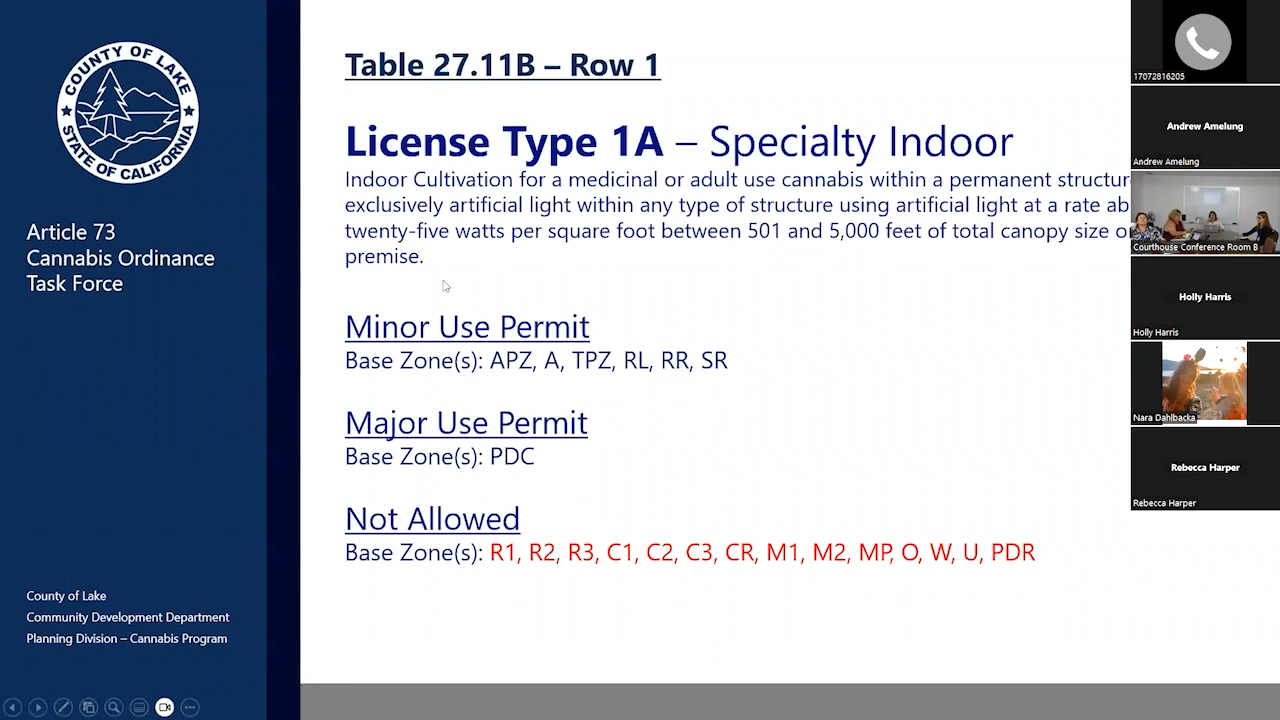 COUNTY OF LAKE
STATE OF CALIFORNIA
Article 73
Cannabis Ordinance
Task Force
County of Lake
Community Development Department
Planning Division – Cannabis Program
Table 27.11B – Row 1
License Type 1A – Specialty Indoor
Indoor Cultivation for a medicinal or adult use cannabis within a permanent
exclusively artificial light within any type of structure using artificial light at a rate
twenty-five watts per square foot between 501 and 5,000 feet of total canopy size
premise.
Minor Use Permit
Base Zone(s): APZ, A, TPZ, RL, RR, SR
Major Use Permit
Base Zone(s): PDC
Not Allowed
Base Zone(s): R1, R2, R3, C1, C2, C3, CR, M1, M2, MP, O, W, U, PDR
17072816205
Andrew Amelung
Andrew Amelung
Courthouse Conference Room B
Holly Harris
Holly Harris
Nara Dahlbacka
Rebecca Harper
Rebecca Harper